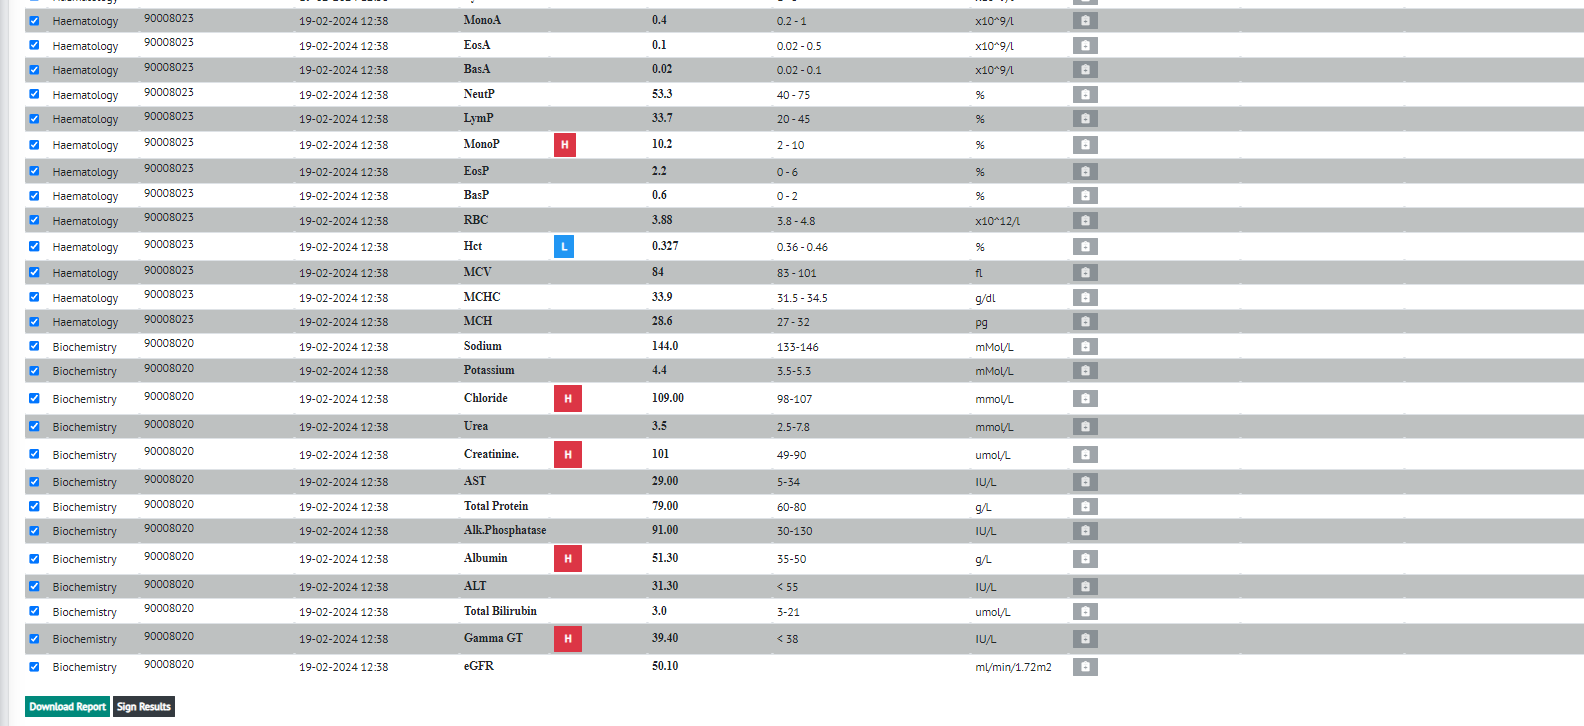 Haematology 90008023 19-02-2024 12:38 MonoA 0.4 0.2 - 1 x10^9/l
Haematology 90008023 19-02-2024 12:38 EosA 0.1 0.02 - 0.5 x10^9/l
Haematology 90008023 19-02-2024 12:38 BasA 0.02 0.02 - 0.1 x10^9/l
Haematology 90008023 19-02-2024 12:38 NeutP 53.3 40 - 75 %
Haematology 90008023 19-02-2024 12:38 LymP 33.7 20 - 45 %
Haematology 90008023 19-02-2024 12:38 MonoP H 10.2 2 - 10 %
Haematology 90008023 19-02-2024 12:38 EosP 2.2 0 - 6 %
Haematology 90008023 19-02-2024 12:38 BasP 0.6 0 - 2 %
Haematology 90008023 19-02-2024 12:38 RBC 3.88 3.8 - 4.8 x10^12/l
Haematology 90008023 19-02-2024 12:38 Hct L 0.327 0.36 - 0.46 %
Haematology 90008023 19-02-2024 12:38 MCV 84 83 - 101 fl
Haematology 90008023 19-02-2024 12:38 MCHC 33.9 31.5 - 34.5 g/dl
Haematology 90008023 19-02-2024 12:38 MCH 28.6 27 - 32 pg
Biochemistry 90008020 19-02-2024 12:38 Sodium 144.0 133-146 mMol/L
Biochemistry 90008020 19-02-2024 12:38 Potassium 4.4 3.5-5.3 mMol/L
Biochemistry 90008020 19-02-2024 12:38 Chloride H 109.00 98-107 mmol/L
Biochemistry 90008020 19-02-2024 12:38 Urea 3.5 2.5-7.8 mmol/L
Biochemistry 90008020 19-02-2024 12:38 Creatinine. H 101 49-90 umol/L
Biochemistry 90008020 19-02-2024 12:38 AST 29.00 5-34 IU/L
Biochemistry 90008020 19-02-2024 12:38 Total Protein 79.00 60-80 g/L
Biochemistry 90008020 19-02-2024 12:38 Alk.Phosphatase 91.00 30-130 IU/L
Biochemistry 90008020 19-02-2024 12:38 Albumin H 51.30 35-50 g/L
Biochemistry 90008020 19-02-2024 12:38 ALT 31.30 < 55 IU/L
Biochemistry 90008020 19-02-2024 12:38 Total Bilirubin 3.0 3-21 umol/L
Biochemistry 90008020 19-02-2024 12:38 Gamma GT H 39.40 < 38 IU/L
Biochemistry 90008020 19-02-2024 12:38 eGFR 50.10 ml/min/1.72m2
Download Report Sign Results